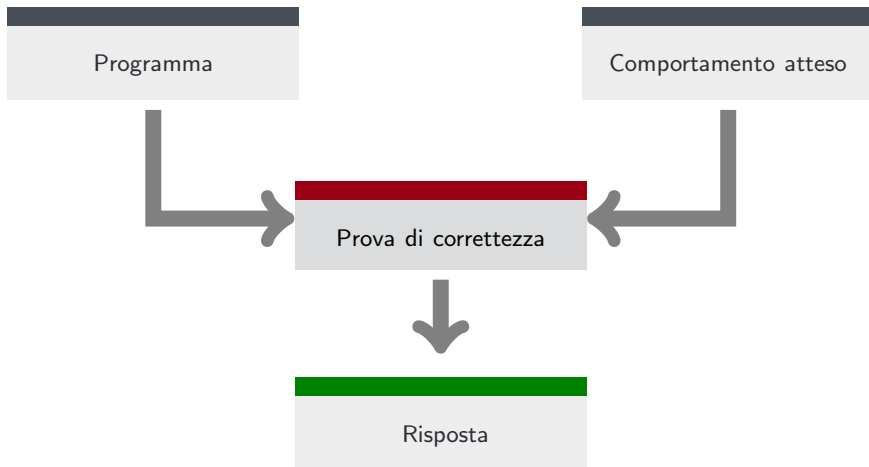 Programma
Comportamento atteso
Prova di correttezza
Risposta